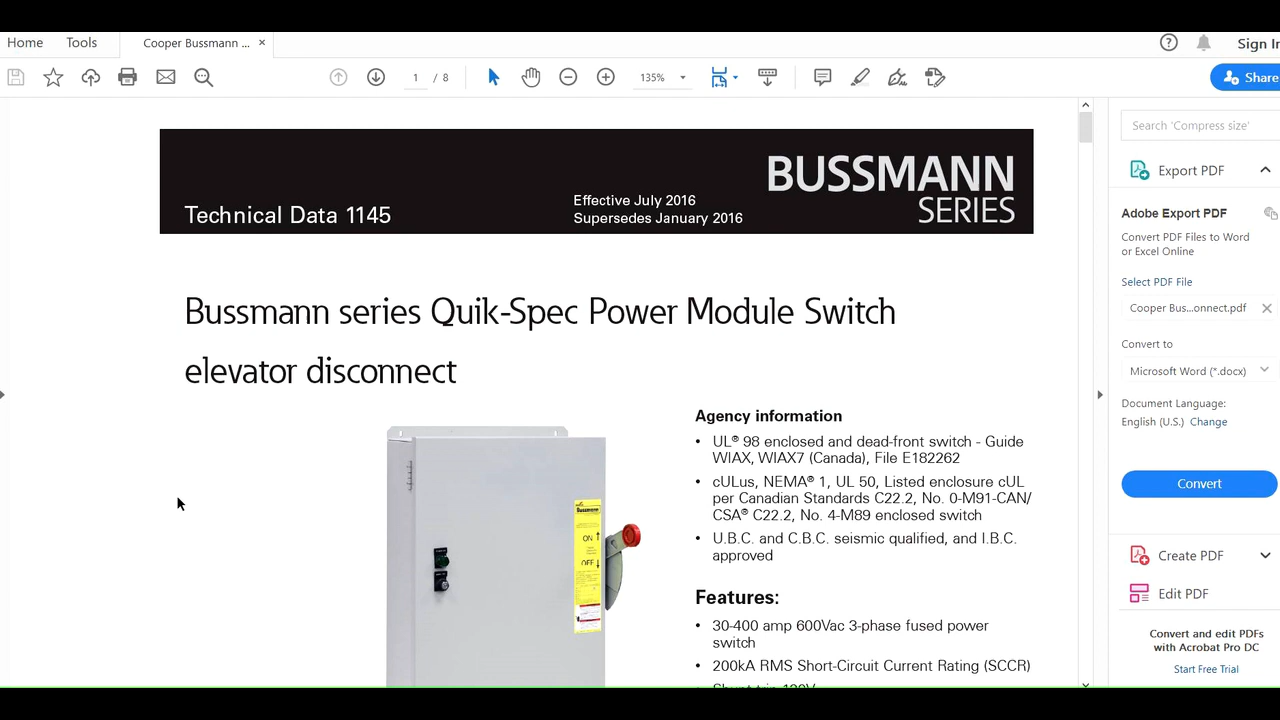 Home
Tools
Cooper Bussmann ...
Sign In
1 / 8
135%
Share
Search 'Compress size'
BUSSMANN
SERIES
Technical Data 1145
Effective July 2016
Supersedes January 2016
Bussmann series Quik-Spec Power Module Switch
elevator disconnect
Agency information
• UL® 98 enclosed and dead-front switch - Guide
WIAX, WIAX7 (Canada), File E182262
• cULus, NEMA® 1, UL 50, Listed enclosure cUL
per Canadian Standards C22.2, No. 0-M91-CAN/
CSA® C22.2, No. 4-M89 enclosed switch
• U.B.C. and C.B.C. seismic qualified, and I.B.C.
approved
Features:
• 30-400 amp 600Vac 3-phase fused power
switch
• 200kA RMS Short-Circuit Current Rating (SCCR)
• Shunt trip 120V
Bussmann
ON
OFF
Export PDF
Adobe Export PDF
Convert PDF Files to Word
or Excel Online
Select PDF File
Cooper Bus...onnect.pdf
Convert to
Microsoft Word (*.docx)
Document Language:
English (U.S.) Change
Convert
Create PDF
Edit PDF
Convert and edit PDFs
with Acrobat Pro DC
Start Free Trial